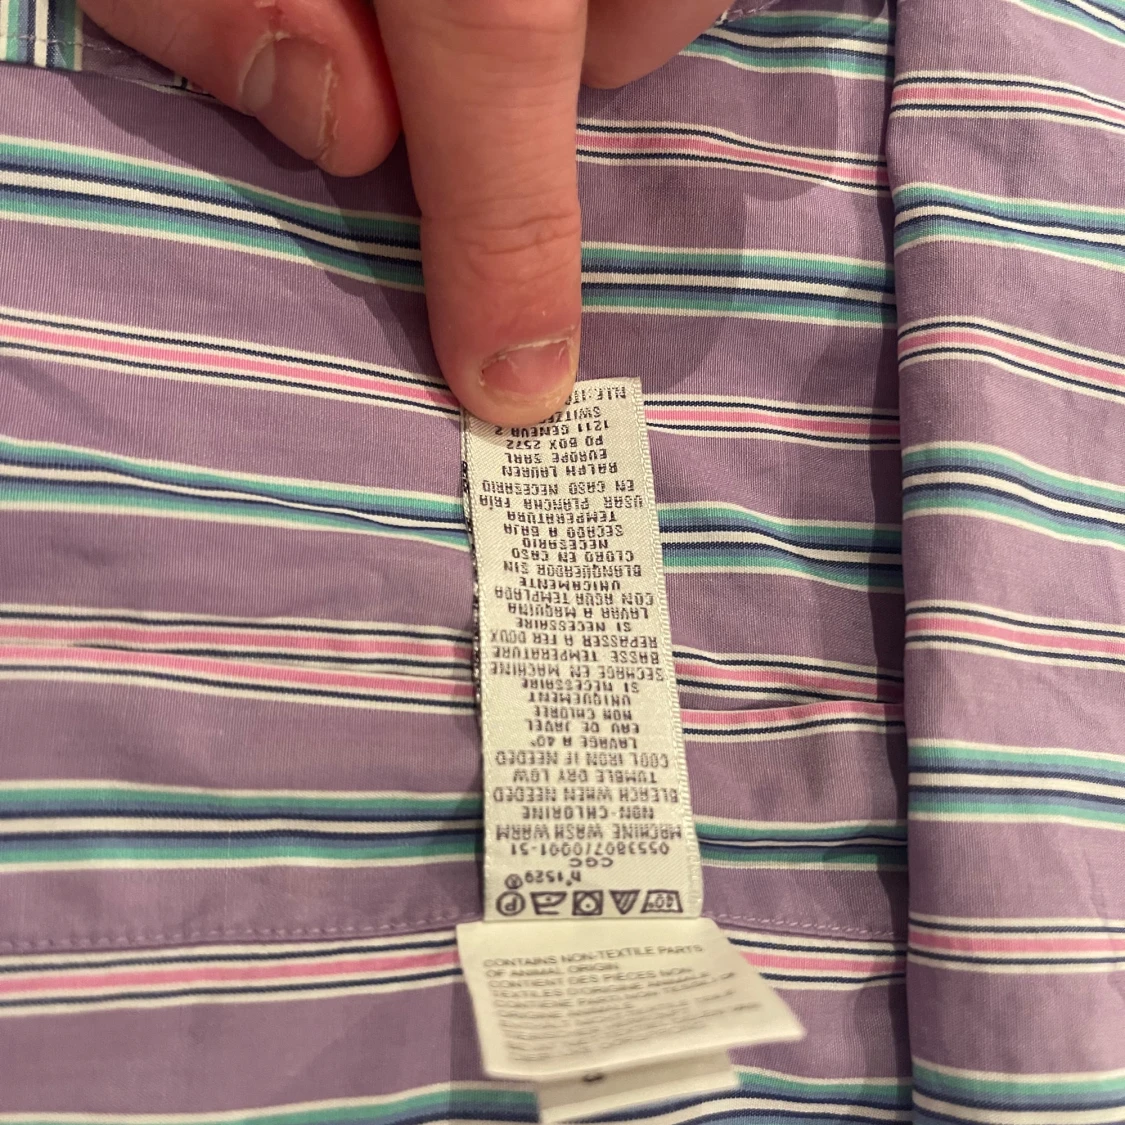 40°
P
n°1529®
CGC
0553807/0001-51
MACHINE WASH WARM
NON-CHLORINE
BLEACH WHEN NEEDED
TUMBLE DRY LOW
COOL IRON IF NEEDED
LAVAGE A 40°
EAU DE JAVEL
NON CHLOREE
UNIQUEMENT
SI NECESSAIRE
SECHAGE EN MACHINE
BASSE TEMPERATURE
REPASSER A FER DOUX
SI NECESSAIRE
LAVAR A MAQUINA
CON AGUA TEMPLADA
UNICAMENTE
BLANQUEADOR SIN
CLORO EN CASO
NECESARIO
SECADO A BAJA
TEMPERATURA
USAR PLANCHA FRÍA
EN CASO NECESARIO
RALPH LAUREN
EUROPE SARL
PO BOX 2572
1211 GENEVA 2
CONTAINS NON-TEXTILE PARTS
OF ANIMAL ORIGIN
CONTIENT DES PIÈCES NON